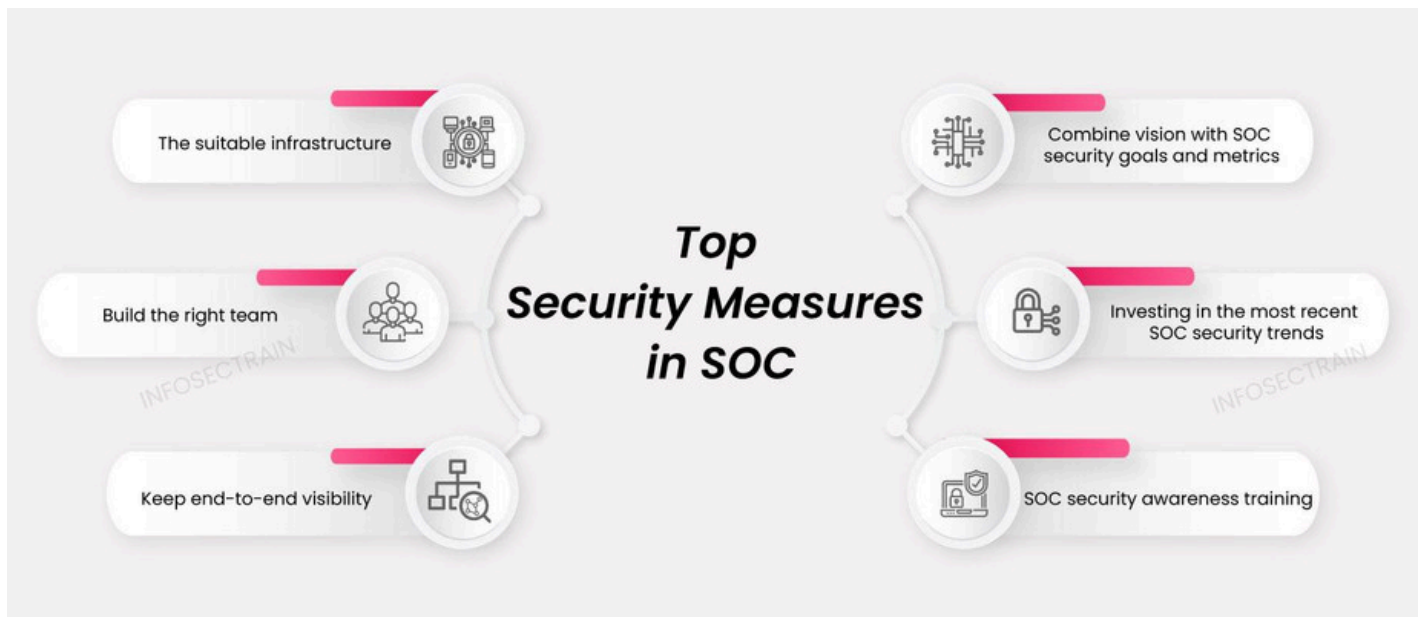 The suitable infrastructure
Build the right team
INFOSECTRAIN
Keep end-to-end visibility
Top
Security Measures
in SOC
Combine vision with SOC
security goals and metrics
Investing in the most recent
SOC security trends
INFOSECTRAIN
SOC security awareness training